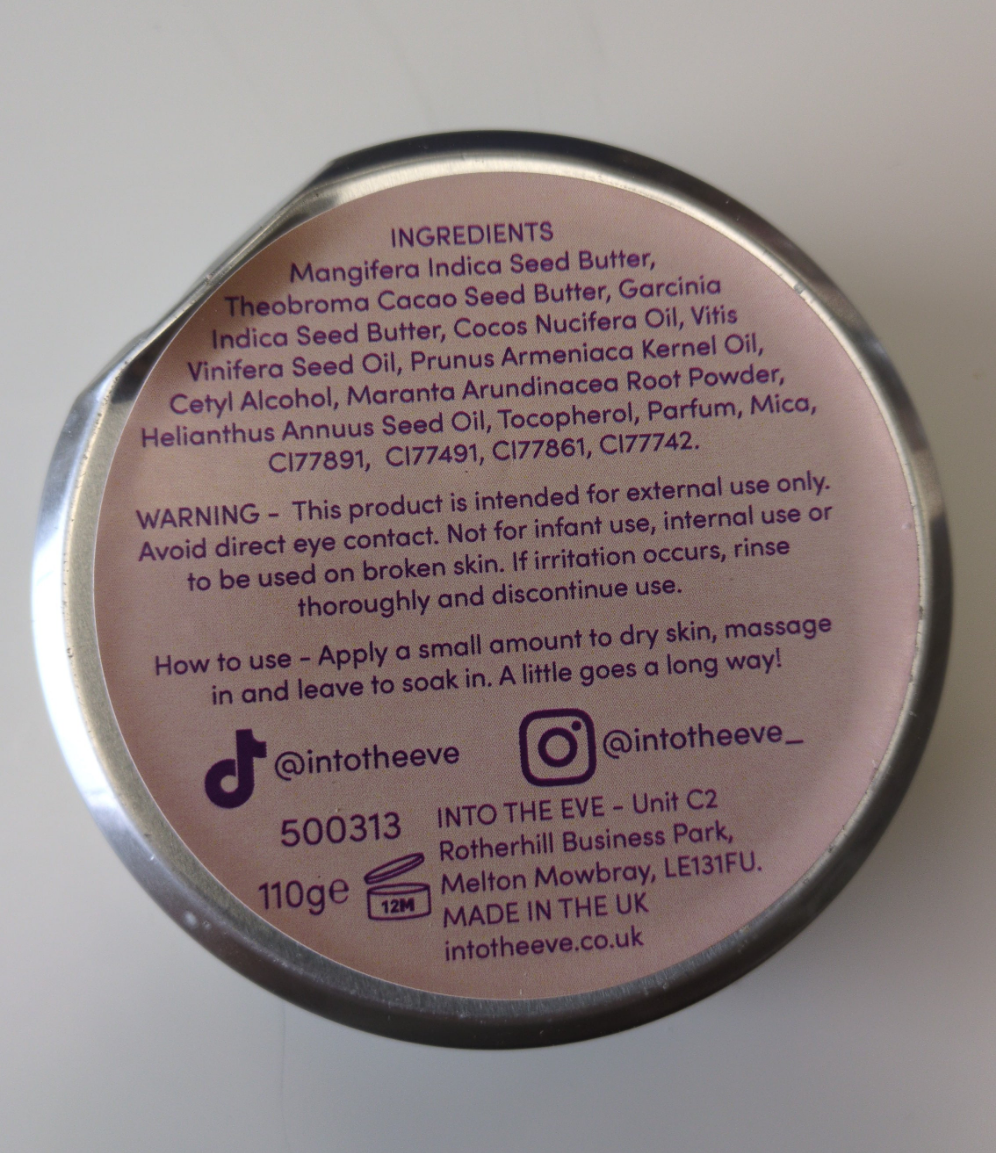 INGREDIENTS
Mangifera Indica Seed Butter,
Theobroma Cacao Seed Butter, Garcinia
Indica Seed Butter, Cocos Nucifera Oil, Vitis
Vinifera Seed Oil, Prunus Armeniaca Kernel Oil,
Cetyl Alcohol, Maranta Arundinacea Root Powder,
Helianthus Annuus Seed Oil, Tocopherol, Parfum, Mica,
CI77891, CI77491, CI77861, CI77742.
WARNING - This product is intended for external use only.
Avoid direct eye contact. Not for infant use, internal use or
to be used on broken skin. If irritation occurs, rinse
thoroughly and discontinue use.
How to use - Apply a small amount to dry skin, massage
in and leave to soak in. A little goes a long way!
@intotheeve
@intotheeve_
500313
110g℮
12M
INTO THE EVE - Unit C2
Rotherhill Business Park,
Melton Mowbray, LE131FU.
MADE IN THE UK
intotheeve.co.uk